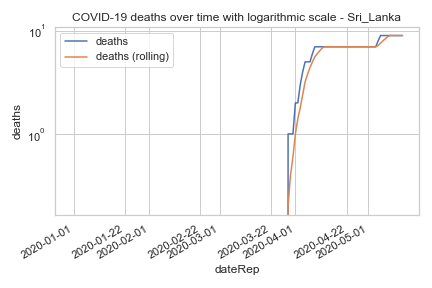 COVID-19 deaths over time with logarithmic scale - Sri_Lanka
10¹
deaths
deaths (rolling)
deaths
10⁰
2020-01-01
2020-01-22
2020-02-01
2020-02-22
2020-03-01
2020-03-22
2020-04-01
2020-04-22
2020-05-01
dateRep